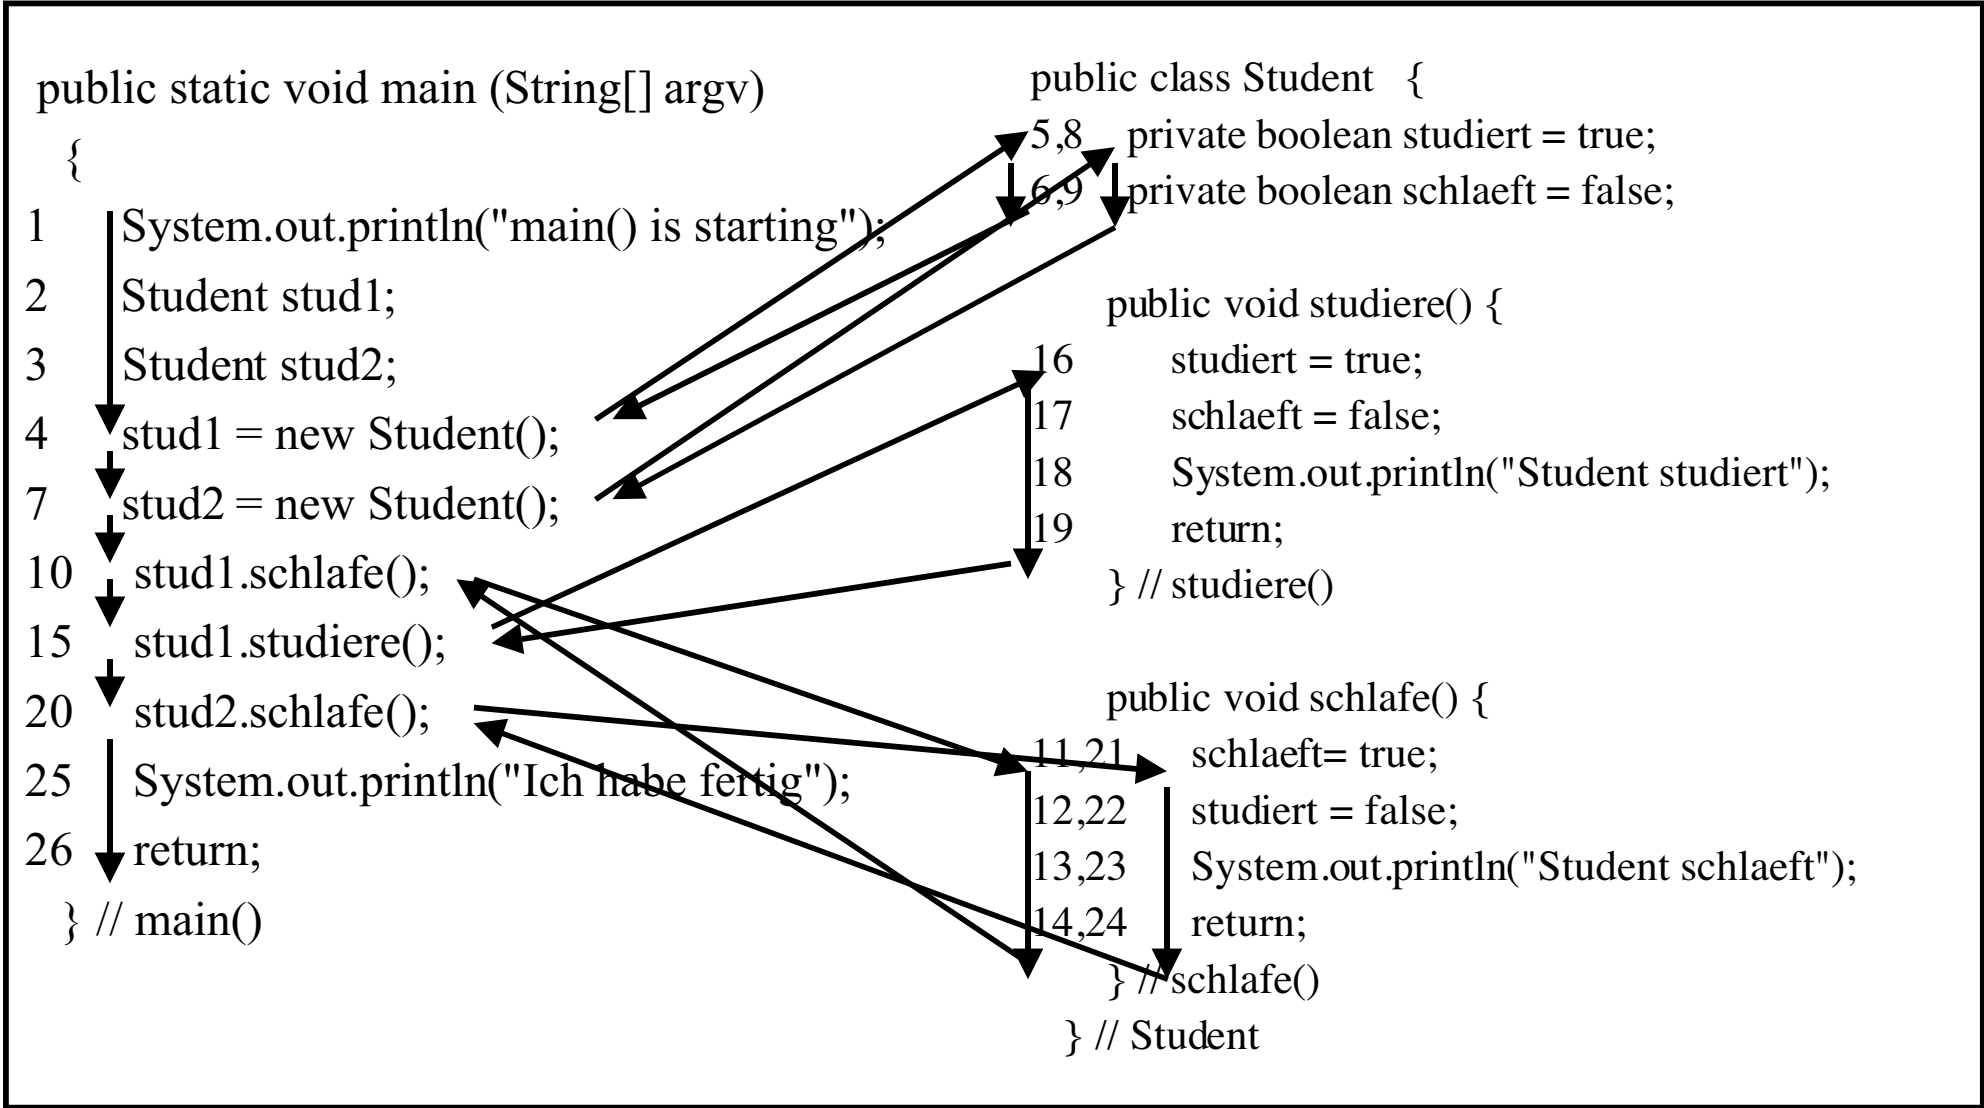 public static void main (String[] argv)
{
1 System.out.println("main() is starting");
2 Student stud1;
3 Student stud2;
4 stud1 = new Student();
7 stud2 = new Student();
10 stud1.schlafe();
15 stud1.studiere();
20 stud2.schlafe();
25 System.out.println("Ich habe fertig");
26 return;
} // main()
public class Student {
5,8 private boolean studiert = true;
6,9 private boolean schlaeft = false;
public void studiere() {
16 studiert = true;
17 schlaeft = false;
18 System.out.println("Student studiert");
19 return;
} // studiere()
public void schlafe() {
11,21 schlaeft= true;
12,22 studiert = false;
13,23 System.out.println("Student schlaeft");
14,24 return;
} // schlafe()
} // Student